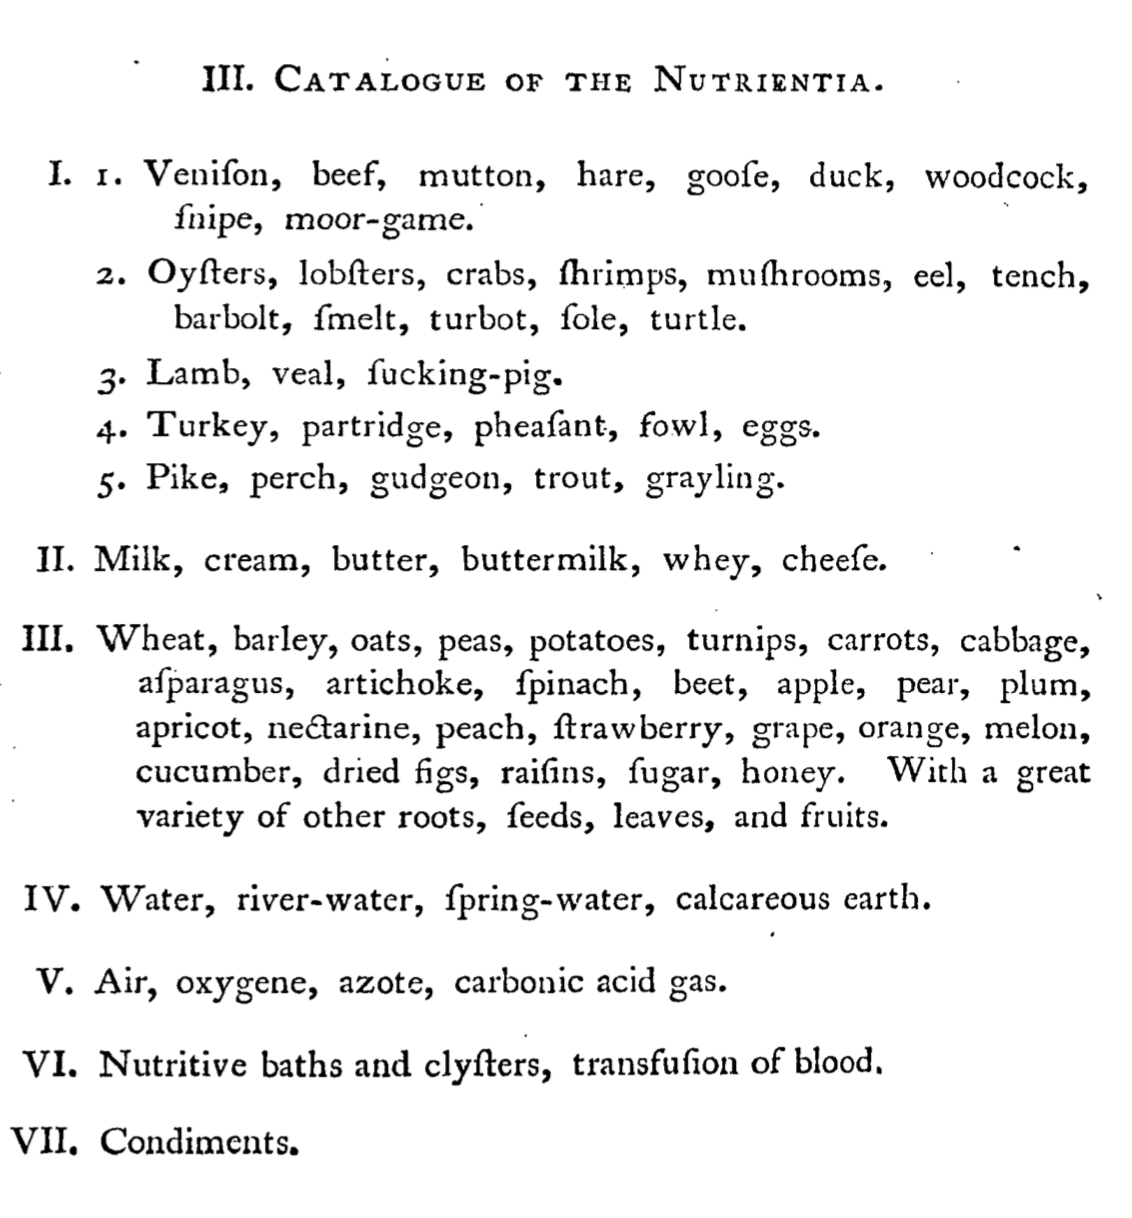 III. CATALOGUE OF THE NUTRIENTIA.
I. 1. Veniſon, beef, mutton, hare, gooſe, duck, woodcock,
ſnipe, moor-game.
2. Oyſters, lobſters, crabs, ſhrimps, muſhrooms, eel, tench,
barbolt, ſmelt, turbot, ſole, turtle.
3. Lamb, veal, ſucking-pig.
4. Turkey, partridge, pheaſant, fowl, eggs.
5. Pike, perch, gudgeon, trout, grayling.
II. Milk, cream, butter, buttermilk, whey, cheeſe.
III. Wheat, barley, oats, peas, potatoes, turnips, carrots, cabbage,
aſparagus, artichoke, ſpinach, beet, apple, pear, plum,
apricot, nectarine, peach, ſtrawberry, grape, orange, melon,
cucumber, dried figs, raiſins, ſugar, honey. With a great
variety of other roots, ſeeds, leaves, and fruits.
IV. Water, river-water, ſpring-water, calcareous earth.
V. Air, oxygene, azote, carbonic acid gas.
VI. Nutritive baths and clyſters, transfuſion of blood.
VII. Condiments.